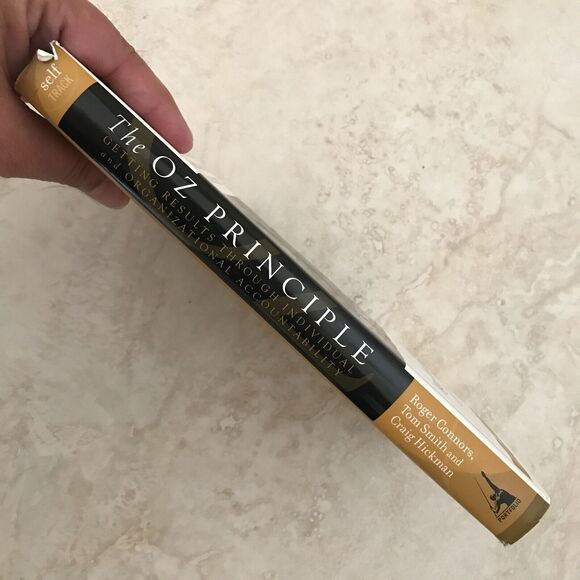 self
TRACK
The OZ PRINCIPLE
GETTING RESULTS THROUGH INDIVIDUAL
and ORGANIZATIONAL ACCOUNTABILITY
Roger Connors,
Tom Smith and
Craig Hickman
PORTFOLIO